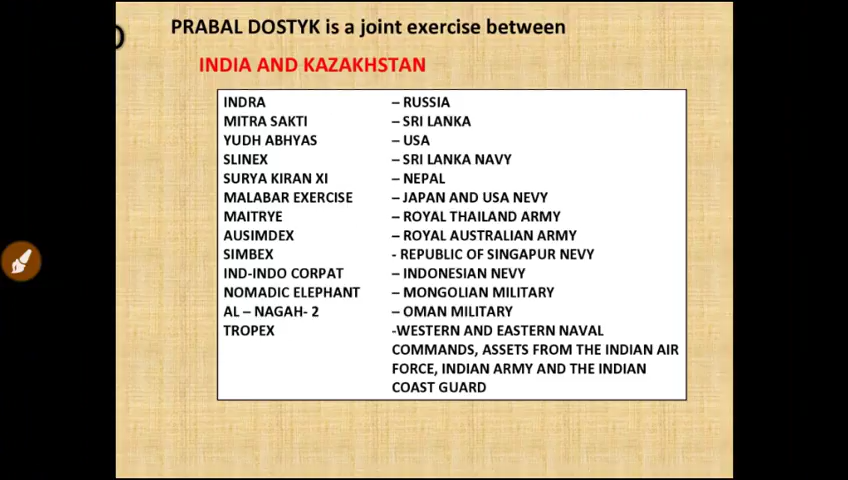 PRABAL DOSTYK is a joint exercise between
INDIA AND KAZAKHSTAN
INDRA – RUSSIA
MITRA SAKTI – SRI LANKA
YUDH ABHYAS – USA
SLINEX – SRI LANKA NAVY
SURYA KIRAN XI – NEPAL
MALABAR EXERCISE – JAPAN AND USA NEVY
MAITRYE – ROYAL THAILAND ARMY
AUSIMDEX – ROYAL AUSTRALIAN ARMY
SIMBEX - REPUBLIC OF SINGAPUR NEVY
IND-INDO CORPAT – INDONESIAN NEVY
NOMADIC ELEPHANT – MONGOLIAN MILITARY
AL – NAGAH- 2 – OMAN MILITARY
TROPEX -WESTERN AND EASTERN NAVAL
COMMANDS, ASSETS FROM THE INDIAN AIR
FORCE, INDIAN ARMY AND THE INDIAN
COAST GUARD